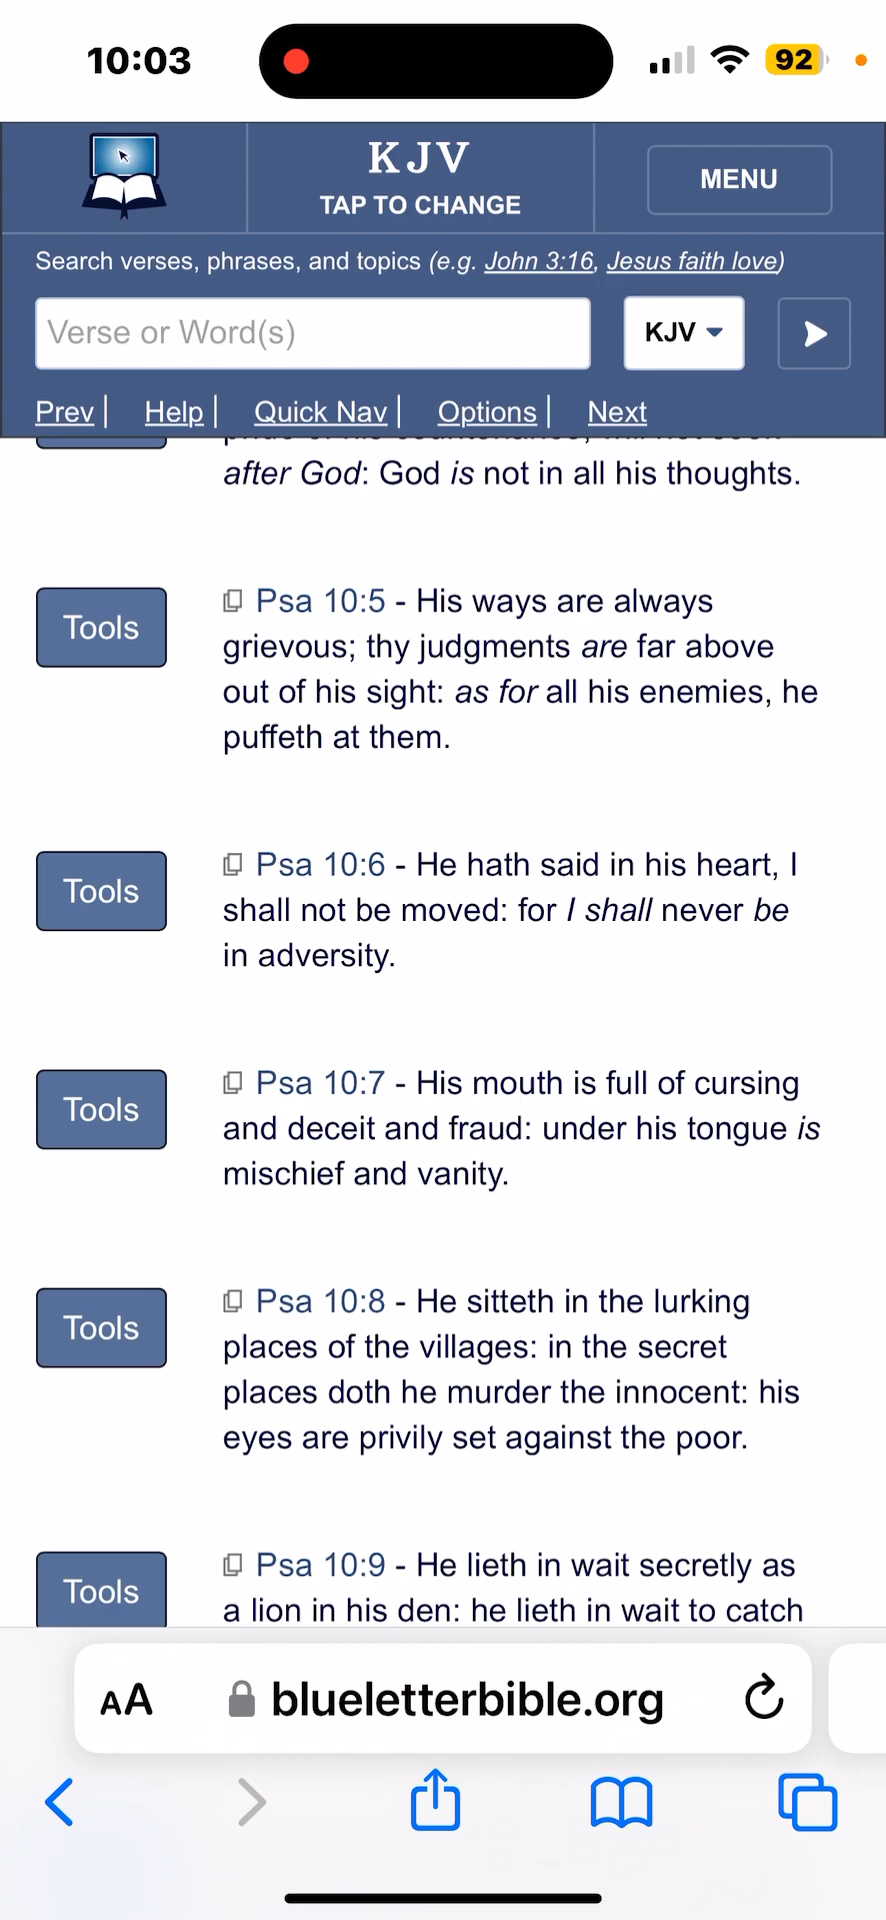 10:03
92
KJV
TAP TO CHANGE
MENU
Search verses, phrases, and topics (e.g. John 3:16, Jesus faith love)
Verse or Word(s)
KJV
Prev | Help | Quick Nav | Options | Next
after God: God is not in all his thoughts.
Tools
Psa 10:5 - His ways are always
grievous; thy judgments are far above
out of his sight: as for all his enemies, he
puffeth at them.
Tools
Psa 10:6 - He hath said in his heart, I
shall not be moved: for I shall never be
in adversity.
Tools
Psa 10:7 - His mouth is full of cursing
and deceit and fraud: under his tongue is
mischief and vanity.
Tools
Psa 10:8 - He sitteth in the lurking
places of the villages: in the secret
places doth he murder the innocent: his
eyes are privily set against the poor.
Tools
Psa 10:9 - He lieth in wait secretly as
a lion in his den: he lieth in wait to catch
AA
blueletterbible.org